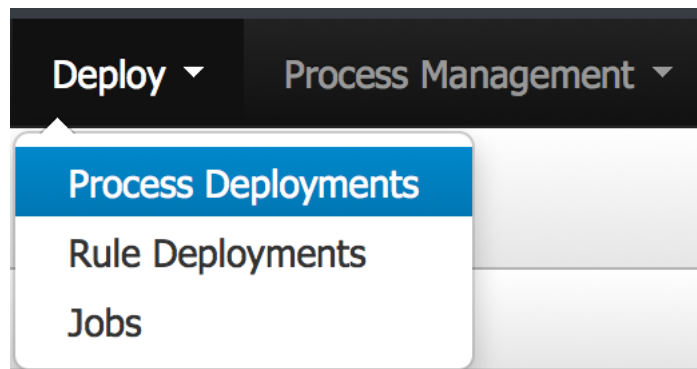 Deploy Process Management
Process Deployments
Rule Deployments
Jobs